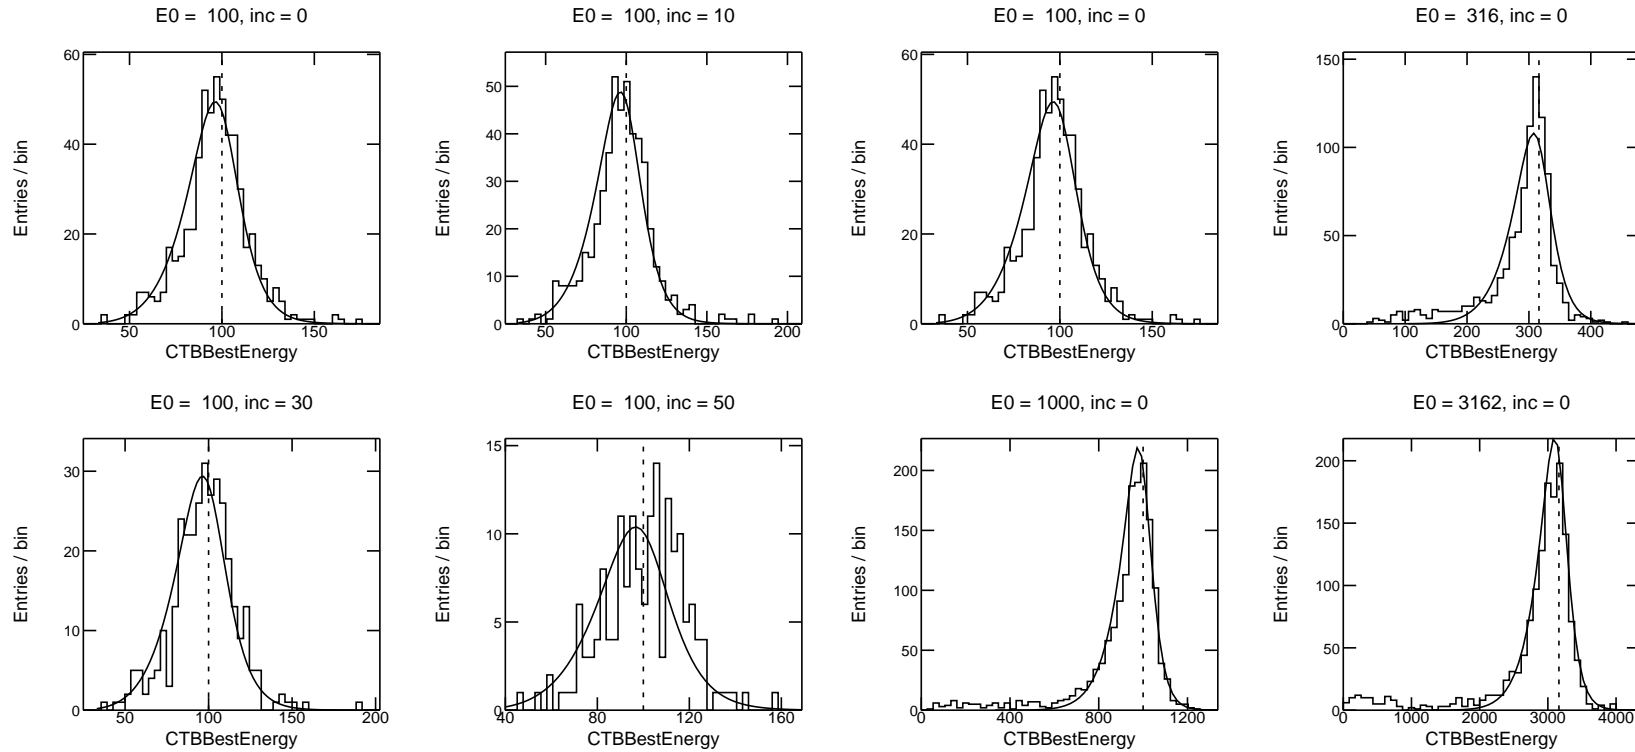 E0 = 100, inc = 0
60
40
20
0
50
100
150
Entries / bin
CTBBestEnergy
E0 = 100, inc = 10
50
40
30
20
10
0
50
100
150
200
Entries / bin
CTBBestEnergy
E0 = 100, inc = 0
60
40
20
0
50
100
150
Entries / bin
CTBBestEnergy
E0 = 316, inc = 0
150
100
50
0
0
100
200
300
400
Entries / bin
CTBBestEnergy
E0 = 100, inc = 30
30
20
10
0
50
100
150
200
Entries / bin
CTBBestEnergy
E0 = 100, inc = 50
15
10
5
0
40
80
120
160
Entries / bin
CTBBestEnergy
E0 = 1000, inc = 0
200
150
100
50
0
0
400
800
1200
Entries / bin
CTBBestEnergy
E0 = 3162, inc = 0
200
150
100
50
0
0
1000
2000
3000
4000
Entries / bin
CTBBestEnergy